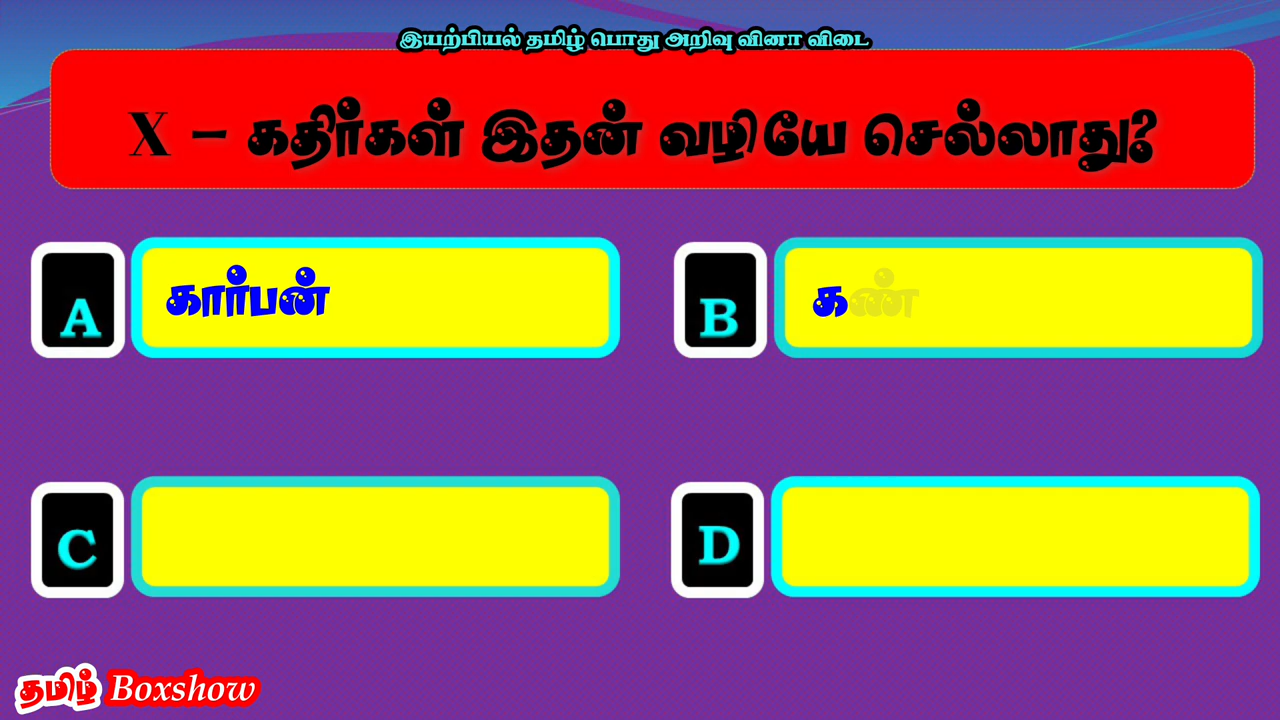 இயற்பியல் தமிழ் பொது அறிவு வினா விடை
X – கதிர்கள் இதன் வழியே செல்லாது?
A
கார்பன்
B
கண்
C
D
தமிழ் Boxshow